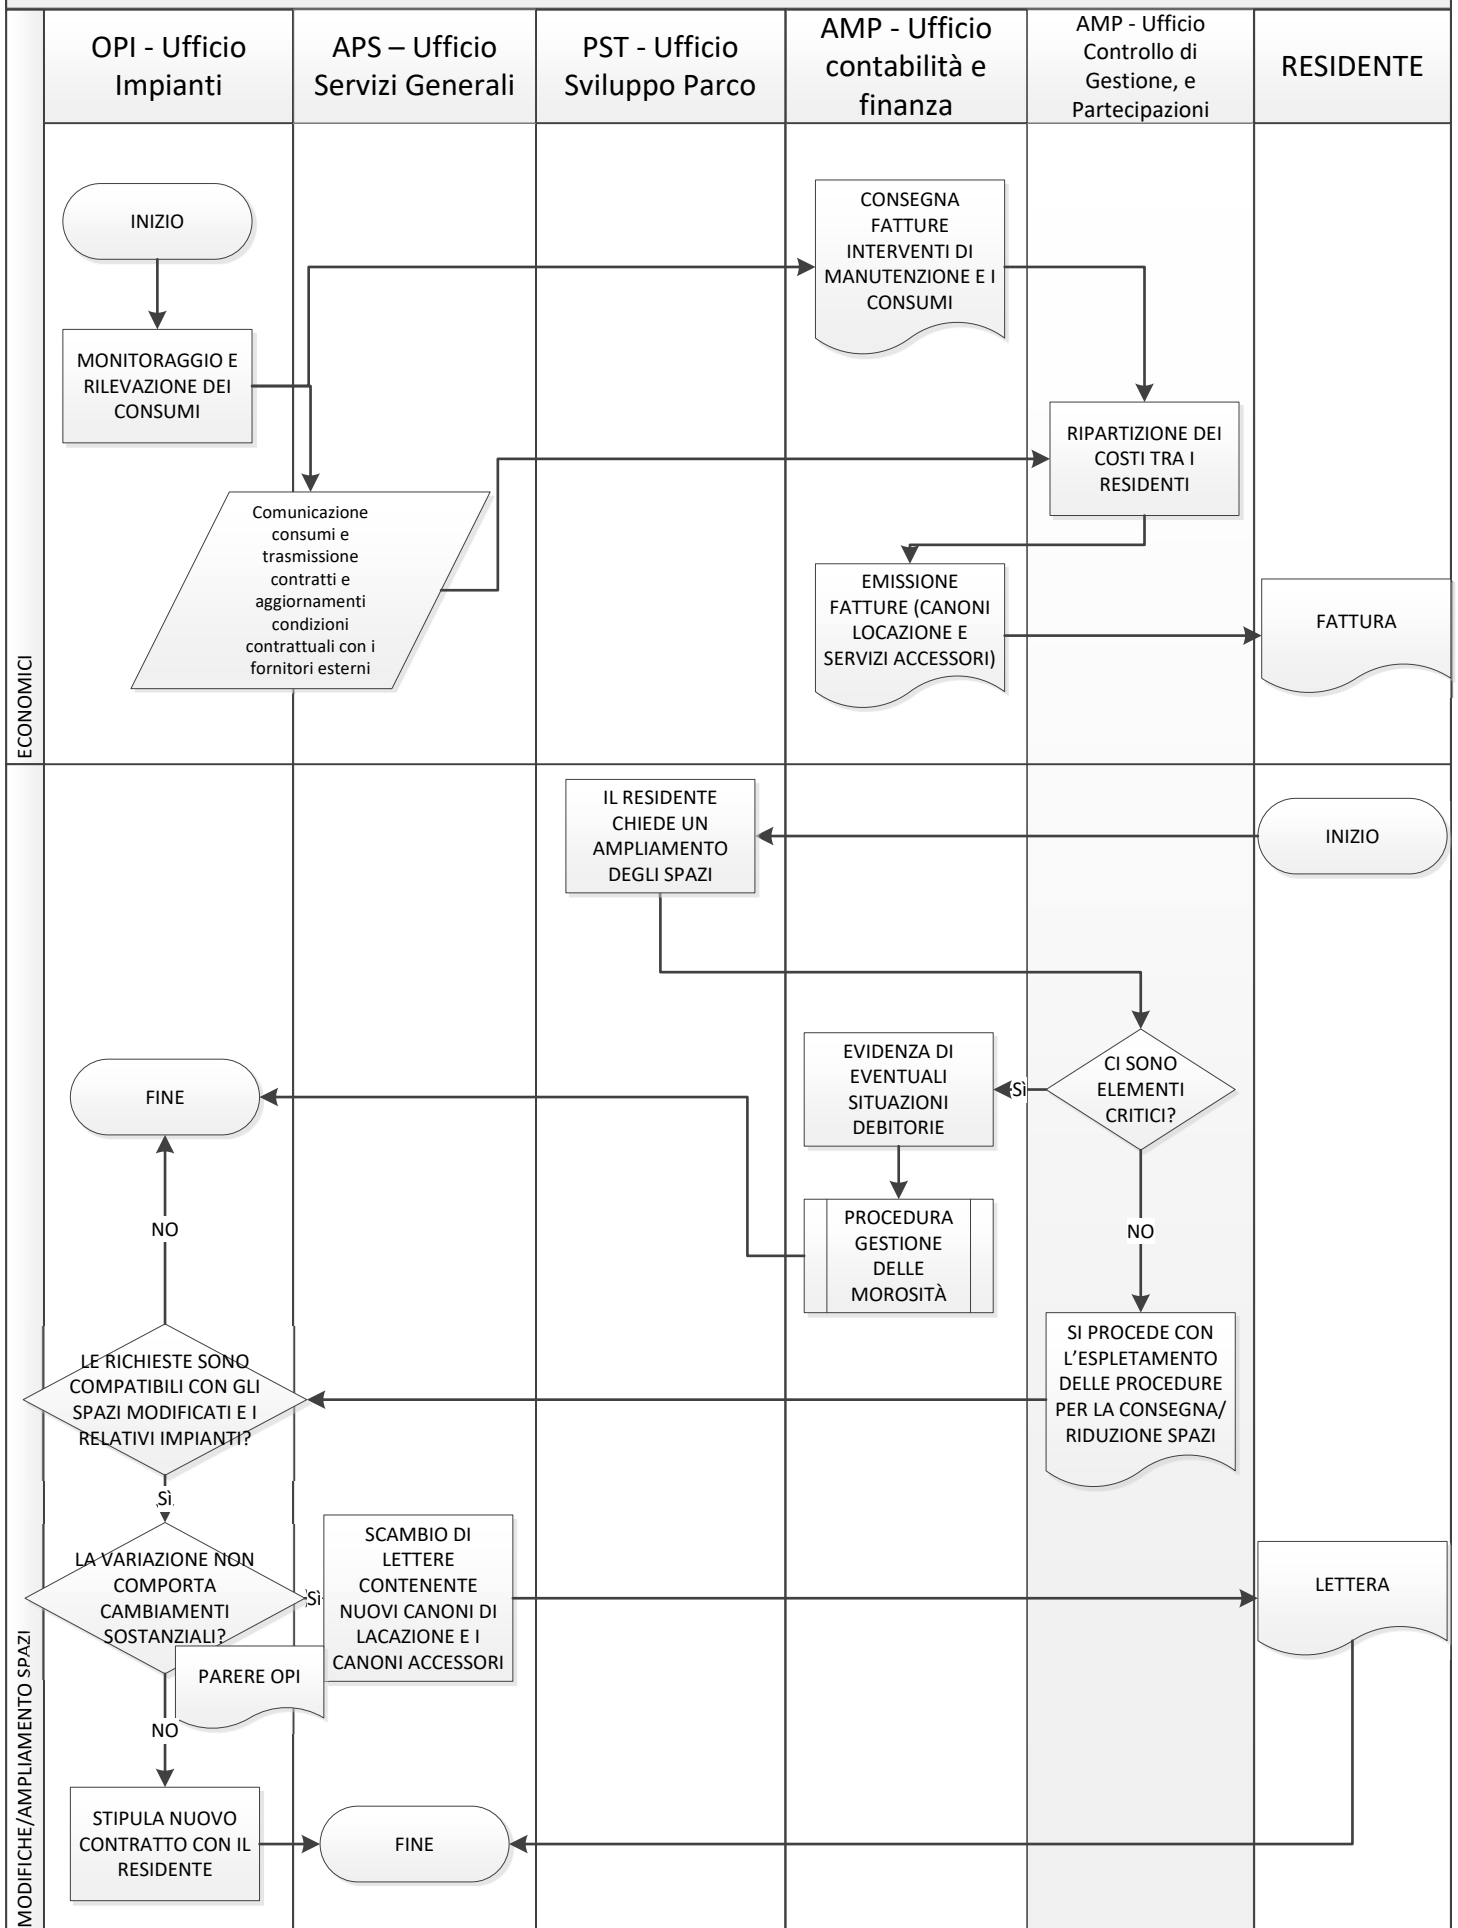 OPI - Ufficio
Impianti
APS – Ufficio
Servizi Generali
PST - Ufficio
Sviluppo Parco
AMP - Ufficio
contabilità e
finanza
AMP - Ufficio
Controllo di
Gestione, e
Partecipazioni
RESIDENTE
ECONOMICI
INIZIO
MONITORAGGIO E
RILEVAZIONE DEI
CONSUMI
CONSEGNA
FATTURE
INTERVENTI DI
MANUTENZIONE E I
CONSUMI
RIPARTIZIONE DEI
COSTI TRA I
RESIDENTI
Comunicazione
consumi e
trasmissione
contratti e
aggiornamenti
condizioni
contrattuali con i
fornitori esterni
EMISSIONE
FATTURE (CANONI
LOCAZIONE E
SERVIZI ACCESSORI)
FATTURA
MODIFICHE/AMPLIAMENTO SPAZI
IL RESIDENTE
CHIEDE UN
AMPLIAMENTO
DEGLI SPAZI
INIZIO
CI SONO
ELEMENTI
CRITICI?
Sì
EVIDENZA DI
EVENTUALI
SITUAZIONI
DEBITORIE
FINE
NO
PROCEDURA
GESTIONE
DELLE
MOROSITÀ
NO
SI PROCEDE CON
L'ESPLETAMENTO
DELLE PROCEDURE
PER LA CONSEGNA/
RIDUZIONE SPAZI
LE RICHIESTE SONO
COMPATIBILI CON GLI
SPAZI MODIFICATI E I
RELATIVI IMPIANTI?
Sì
LA VARIAZIONE NON
COMPORTA
CAMBIAMENTI
SOSTANZIALI?
Sì
SCAMBIO DI
LETTERE
CONTENENTE
NUOVI CANONI DI
LACAZIONE E I
CANONI ACCESSORI
LETTERA
PARERE OPI
NO
STIPULA NUOVO
CONTRATTO CON IL
RESIDENTE
FINE